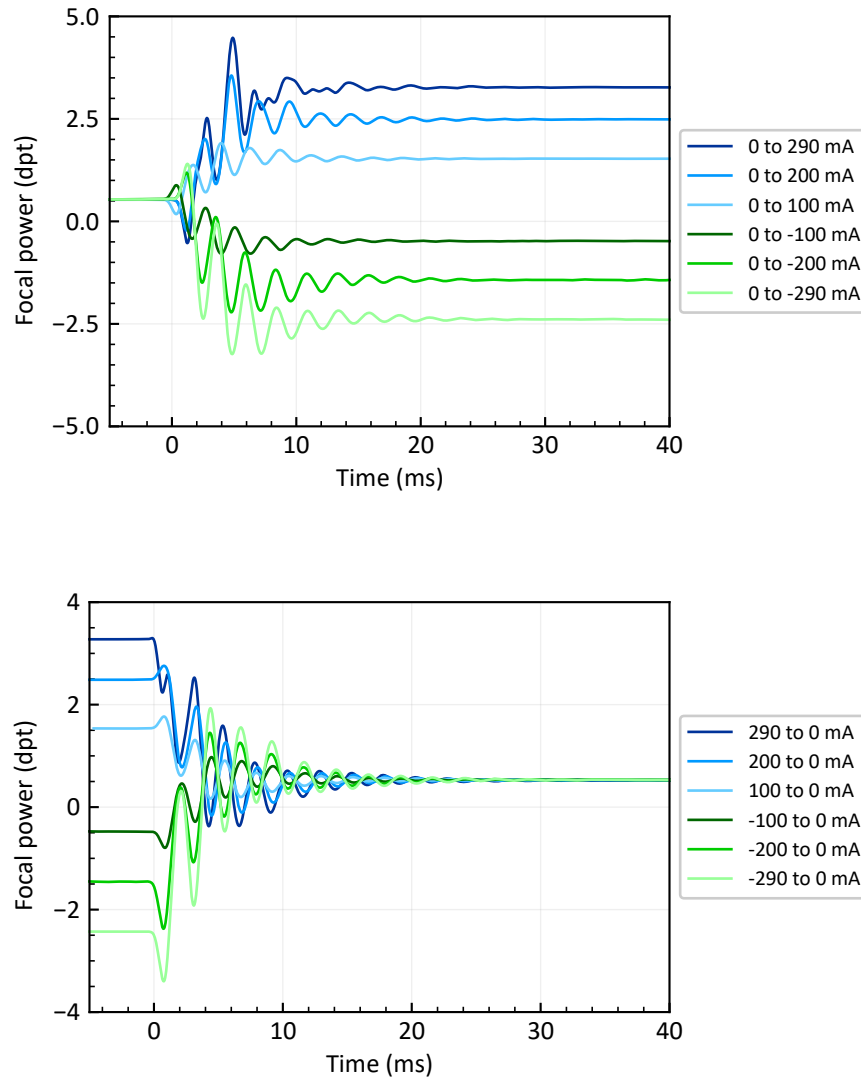 5.0
2.5
0.0
−2.5
−5.0
Focal power (dpt)
0
10
20
30
40
Time (ms)
0 to 290 mA
0 to 200 mA
0 to 100 mA
0 to -100 mA
0 to -200 mA
0 to -290 mA
4
2
0
−2
−4
Focal power (dpt)
0
10
20
30
40
Time (ms)
290 to 0 mA
200 to 0 mA
100 to 0 mA
-100 to 0 mA
-200 to 0 mA
-290 to 0 mA